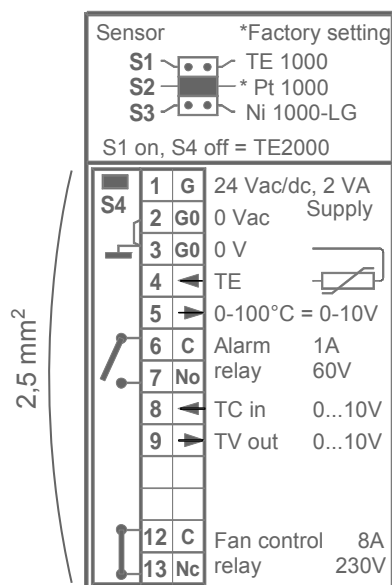 Sensor *Factory setting
S1 TE 1000
S2 * Pt 1000
S3 Ni 1000-LG
S1 on, S4 off = TE2000
S4
1 G 24 Vac/dc, 2 VA
2 G0 0 Vac Supply
3 G0 0 V
4 TE
5 0-100°C = 0-10V
6 C Alarm 1A
7 No relay 60V
8 TC in 0...10V
9 TV out 0...10V
12 C Fan control 8A
13 Nc relay 230V
2,5 mm²